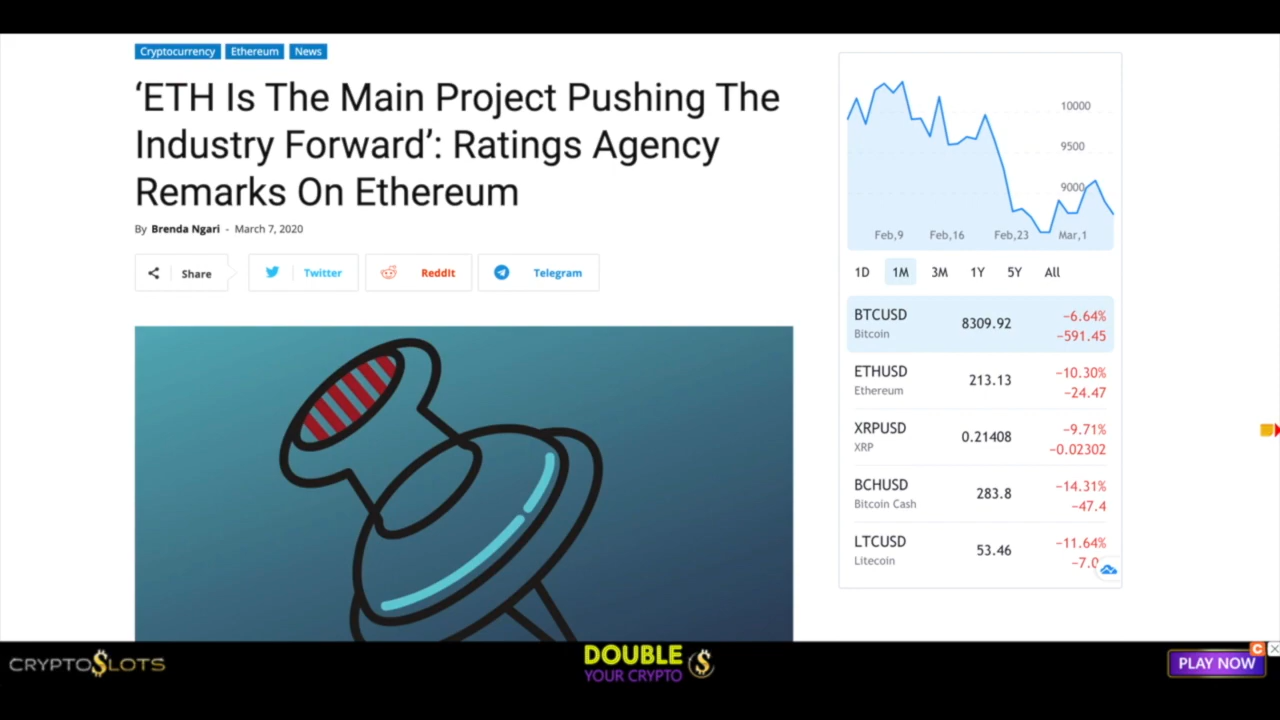 Cryptocurrency Ethereum News
‘ETH Is The Main Project Pushing The
Industry Forward’: Ratings Agency
Remarks On Ethereum
By Brenda Ngari - March 7, 2020
Share Twitter ReddIt Telegram
10000
9500
9000
Feb,9 Feb,16 Feb,23 Mar,1
1D 1M 3M 1Y 5Y All
BTCUSD 8309.92 −6.64%
Bitcoin −591.45
ETHUSD 213.13 −10.30%
Ethereum −24.47
XRPUSD 0.21408 −9.71%
XRP −0.02302
BCHUSD 283.8 −14.31%
Bitcoin Cash −47.4
LTCUSD 53.46 −11.64%
Litecoin
CRYPTO$LOTS
DOUBLE
YOUR CRYPTO $
PLAY NOW